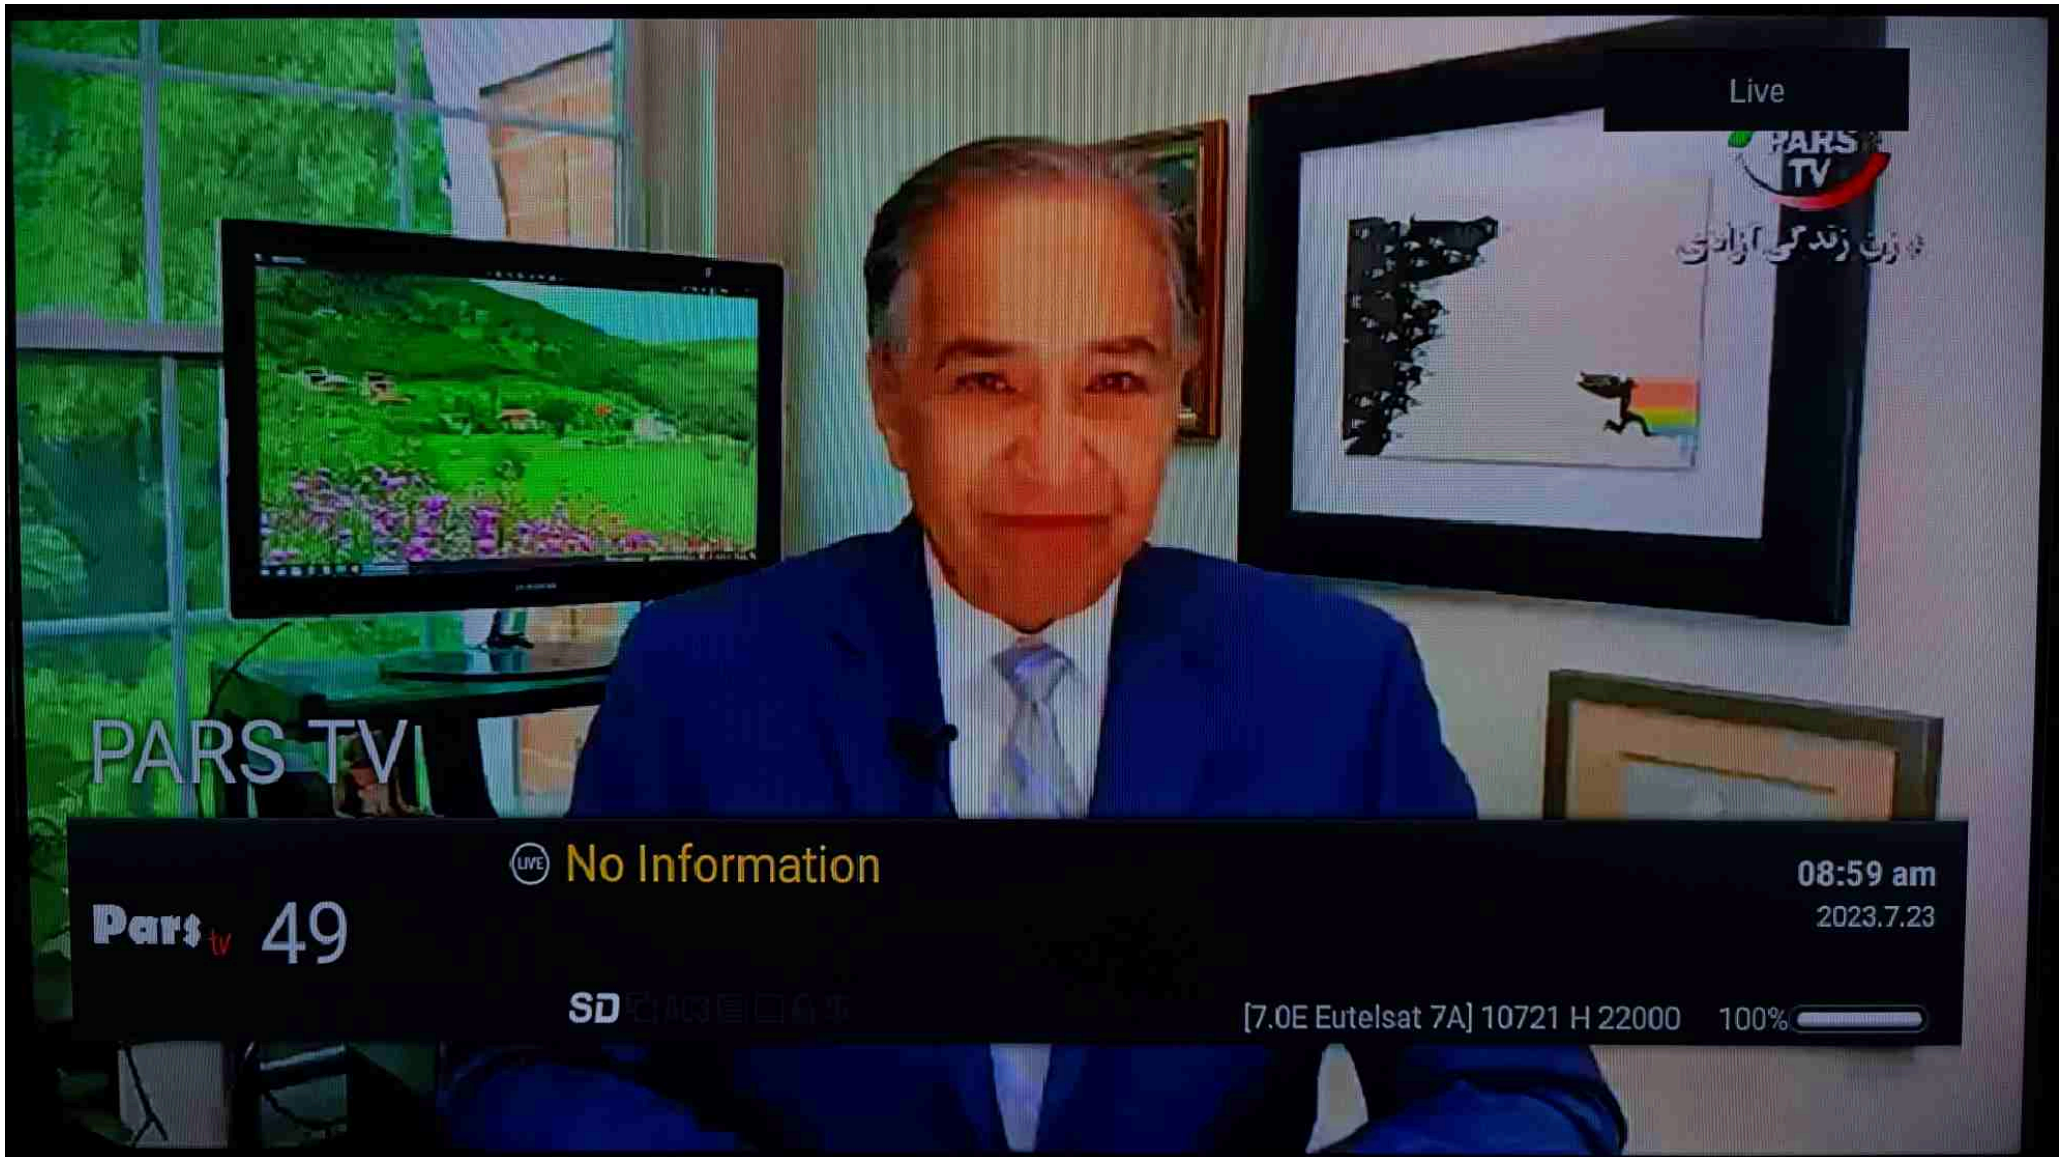 Live
PARS
TV
زن زندگی آزادی
PARS TV
LIVE No Information
08:59 am
2023.7.23
Pars tv 49
SD
[7.0E Eutelsat 7A] 10721 H 22000 100%